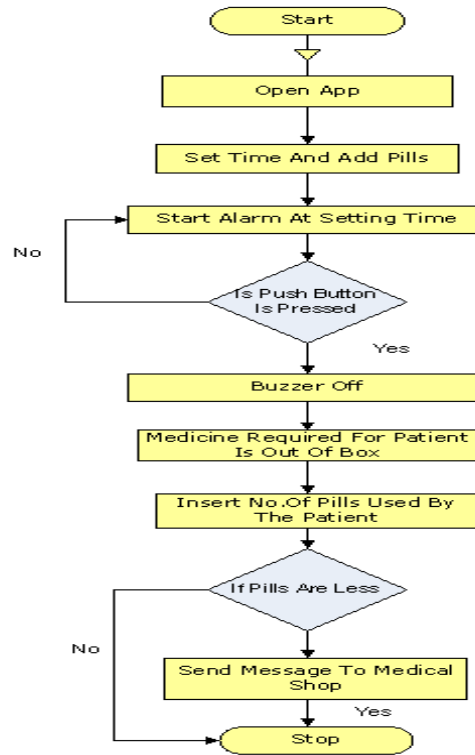 Start
Open App
Set Time And Add Pills
Start Alarm At Setting Time
No
Is Push Button
Is Pressed
Yes
Buzzer Off
Medicine Required For Patient
Is Out Of Box
Insert No.Of Pills Used By
The Patient
If Pills Are Less
No
Send Message To Medical
Shop
Yes
Stop